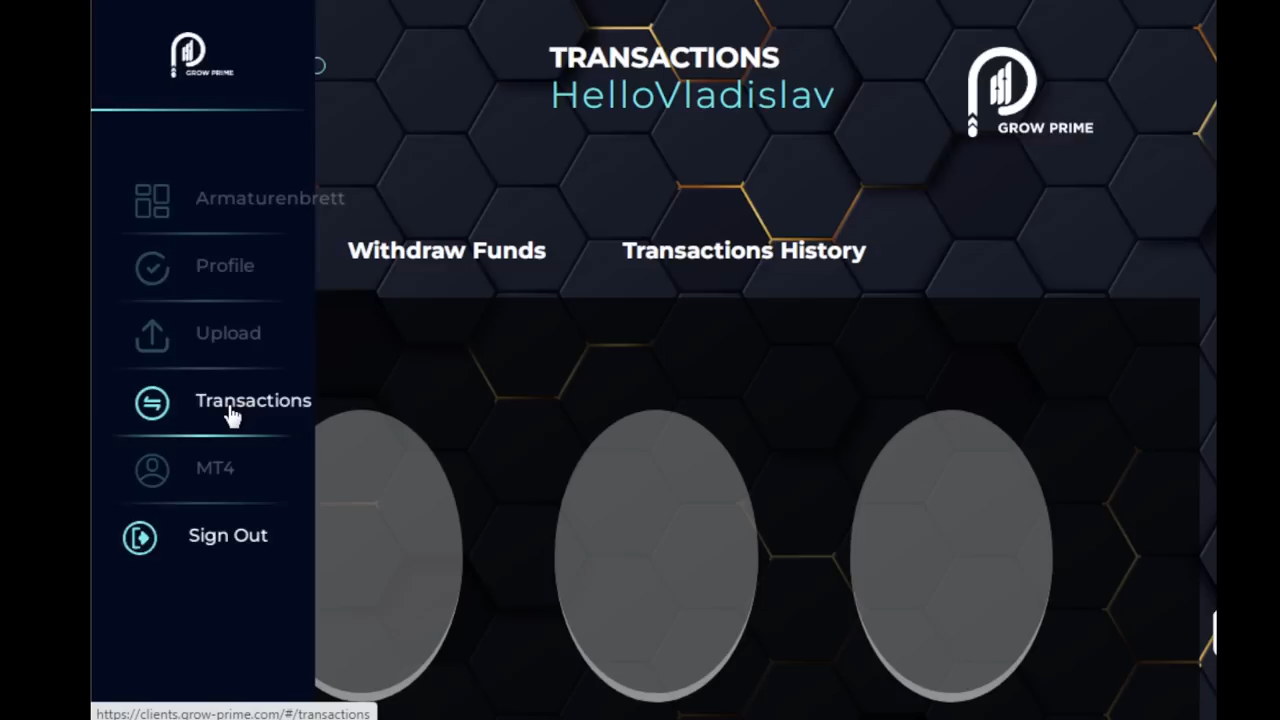 GROW PRIME
TRANSACTIONS
HelloVladislav
GROW PRIME
Armaturenbrett
Profile
Upload
Transactions
MT4
Sign Out
Withdraw Funds
Transactions History
https://clients.grow-prime.com/#/transactions